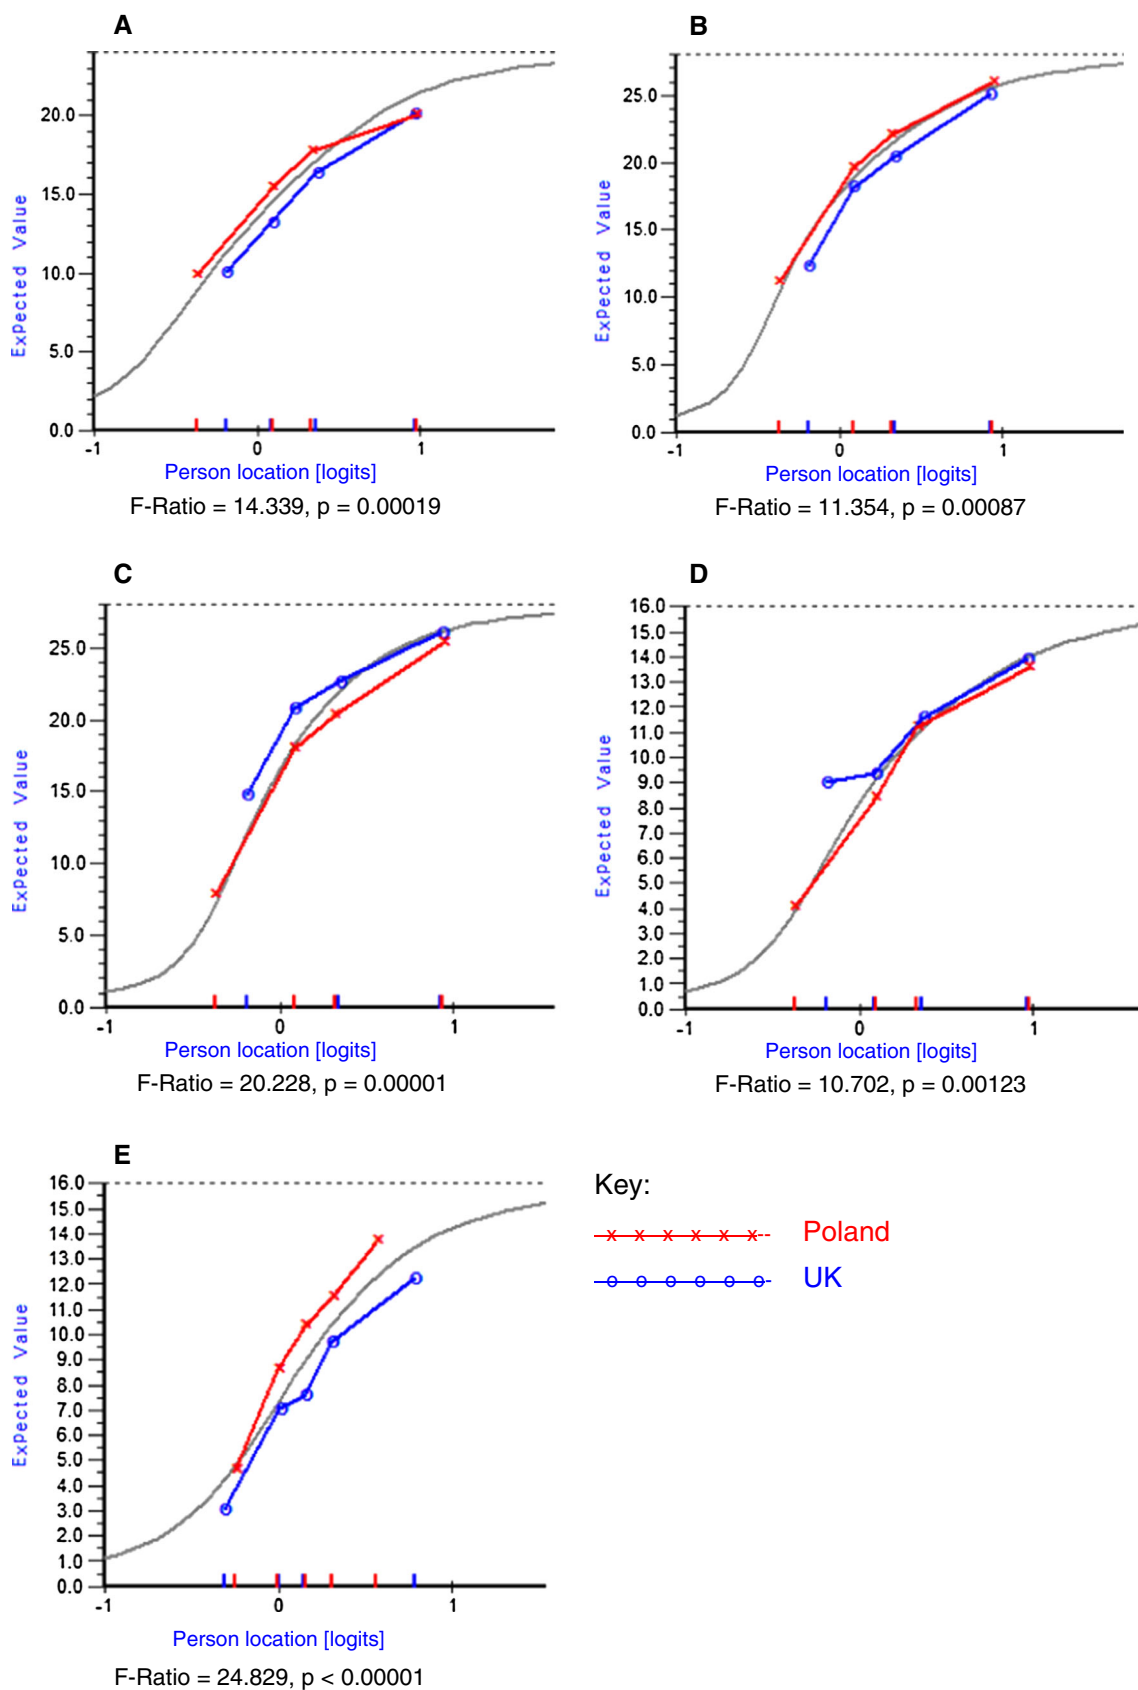 A
20.0
15.0
10.0
5.0
0.0
-1 0 1
Expected Value
Person location [logits]
F-Ratio = 14.339, p = 0.00019
B
25.0
20.0
15.0
10.0
5.0
0.0
-1 0 1
Expected Value
Person location [logits]
F-Ratio = 11.354, p = 0.00087
C
25.0
20.0
15.0
10.0
5.0
0.0
-1 0 1
Expected Value
Person location [logits]
F-Ratio = 20.228, p = 0.00001
D
16.0
15.0
14.0
13.0
12.0
11.0
10.0
9.0
8.0
7.0
6.0
5.0
4.0
3.0
2.0
1.0
0.0
-1 0 1
Expected Value
Person location [logits]
F-Ratio = 10.702, p = 0.00123
E
16.0
15.0
14.0
13.0
12.0
11.0
10.0
9.0
8.0
7.0
6.0
5.0
4.0
3.0
2.0
1.0
0.0
-1 0 1
Expected Value
Person location [logits]
F-Ratio = 24.829, p < 0.00001
Key:
Poland
UK